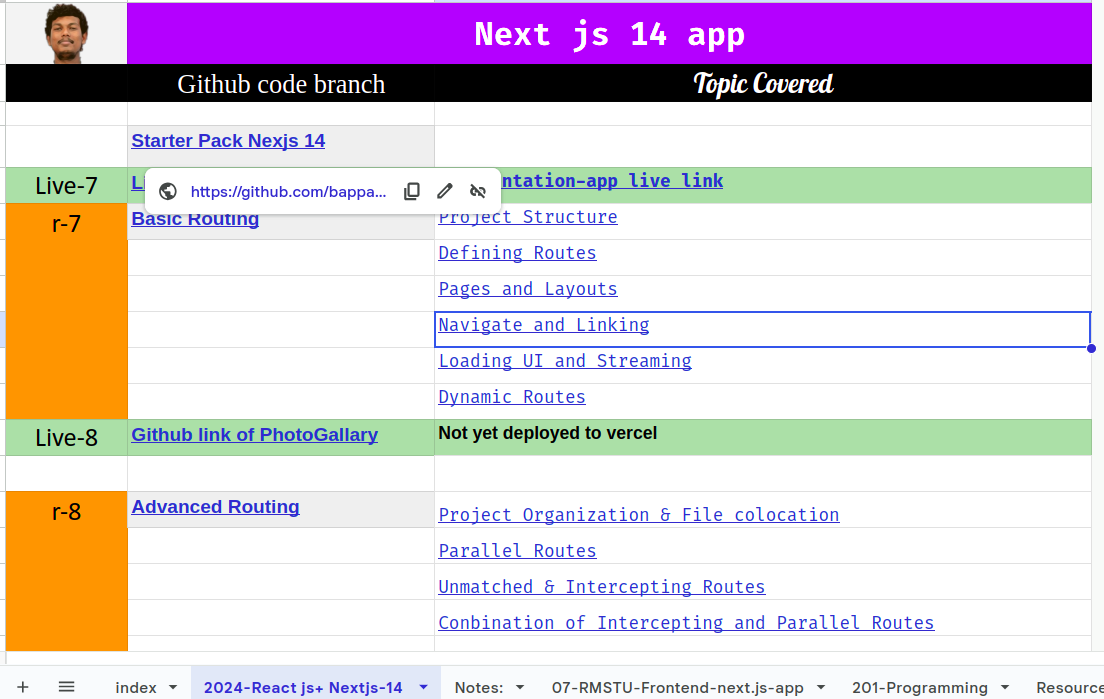 Next js 14 app
Github code branch Topic Covered
Starter Pack Nexjs 14
Live-7 ntation-app live link
https://github.com/bappa...
r-7 Basic Routing Project Structure
Defining Routes
Pages and Layouts
Navigate and Linking
Loading UI and Streaming
Dynamic Routes
Live-8 Github link of PhotoGallary Not yet deployed to vercel
r-8 Advanced Routing Project Organization & File colocation
Parallel Routes
Unmatched & Intercepting Routes
Conbination of Intercepting and Parallel Routes
index 2024-React js+ Nextjs-14 Notes: 07-RMSTU-Frontend-next.js-app 201-Programming Resource